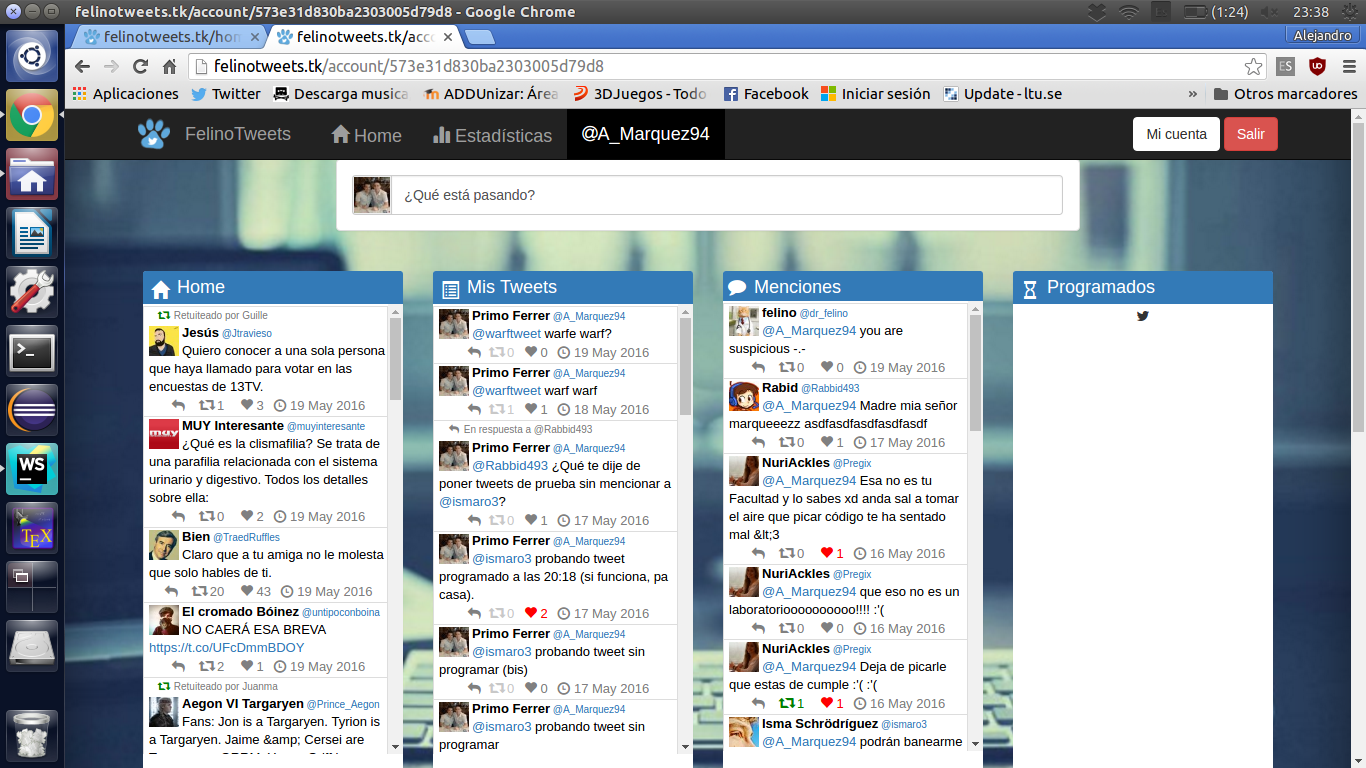 felinotweets.tk/account/573e31d830ba2303005d79d8 - Google Chrome
(1:24)
23:38
felinotweets.tk/hom
felinotweets.tk/acco
Alejandro
felinotweets.tk/account/573e31d830ba2303005d79d8
ES
Aplicaciones
Twitter
Descarga musica
ADDUnizar: Área
3DJuegos - Todo
Facebook
Iniciar sesión
Update - ltu.se
»
Otros marcadores
FelinoTweets
Home
Estadísticas
@A_Marquez94
Mi cuenta
Salir
¿Qué está pasando?
Home
Retuiteado por Guille
Jesús @Jtravieso
Quiero conocer a una sola persona
que haya llamado para votar en las
encuestas de 13TV.
1 3 19 May 2016
muy
MUY Interesante @muyinteresante
¿Qué es la clismafilia? Se trata de
una parafilia relacionada con el sistema
urinario y digestivo. Todos los detalles
sobre ella:
0 2 19 May 2016
Bien @TraedRuffles
Claro que a tu amiga no le molesta
que solo hables de ti.
20 43 19 May 2016
El cromado Bóinez @untipoconboina
NO CAERÁ ESA BREVA
https://t.co/UFcDmmBDOY
2 1 19 May 2016
Retuiteado por Juanma
Aegon VI Targaryen @Prince_Aegon
Fans: Jon is a Targaryen. Tyrion is
a Targaryen. Jaime &amp; Cersei are
Mis Tweets
Primo Ferrer @A_Marquez94
@warftweet warfe warf?
0 0 19 May 2016
Primo Ferrer @A_Marquez94
@warftweet warf warf
1 1 18 May 2016
En respuesta a @Rabbid493
Primo Ferrer @A_Marquez94
@Rabbid493 ¿Qué te dije de
poner tweets de prueba sin mencionar a
@ismaro3?
0 1 17 May 2016
Primo Ferrer @A_Marquez94
@ismaro3 probando tweet
programado a las 20:18 (si funciona, pa
casa).
0 2 17 May 2016
Primo Ferrer @A_Marquez94
@ismaro3 probando tweet sin
programar (bis)
0 0 17 May 2016
Primo Ferrer @A_Marquez94
@ismaro3 probando tweet sin
programar
Menciones
felino @dr_felino
@A_Marquez94 you are
suspicious -.-
0 0 19 May 2016
Rabid @Rabbid493
@A_Marquez94 Madre mia señor
marqueeezz asdfasdfasdfasdfasdf
0 1 17 May 2016
NuriAckles @Pregix
@A_Marquez94 Esa no es tu
Facultad y lo sabes xd anda sal a tomar
el aire que picar código te ha sentado
mal &lt;3
0 1 16 May 2016
NuriAckles @Pregix
@A_Marquez94 que eso no es un
laboratorioooooooooo!!!! :'(
0 0 16 May 2016
NuriAckles @Pregix
@A_Marquez94 Deja de picarle
que estas de cumple :'( :'(
1 1 16 May 2016
Isma Schrödríguez @ismaro3
@A_Marquez94 podrán banearme
Programados
WS
TEX